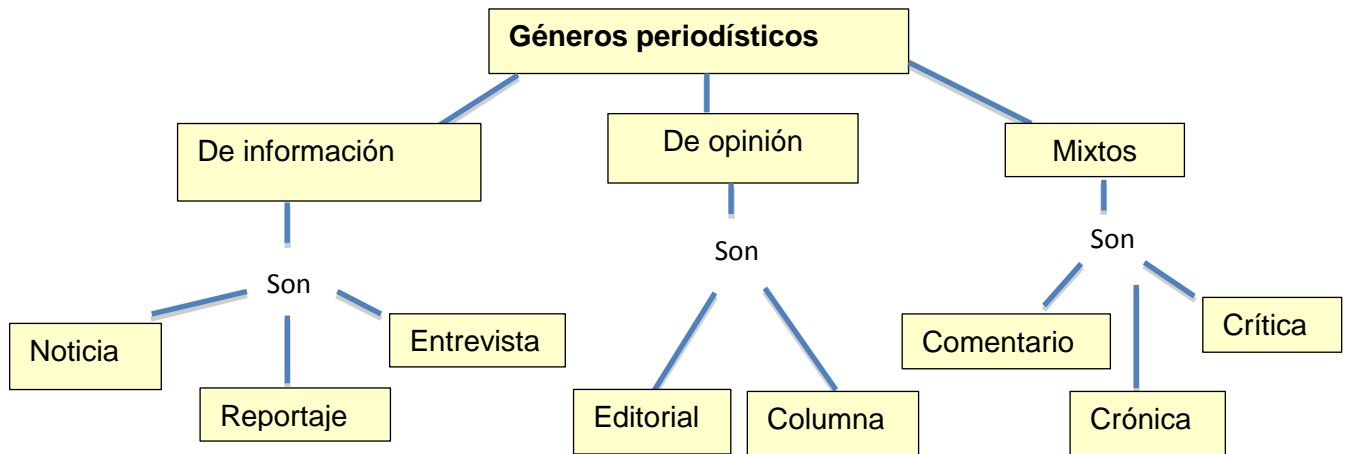 Géneros periodísticos
De información
De opinión
Mixtos
Son
Son
Son
Noticia
Reportaje
Entrevista
Editorial
Columna
Comentario
Crónica
Crítica